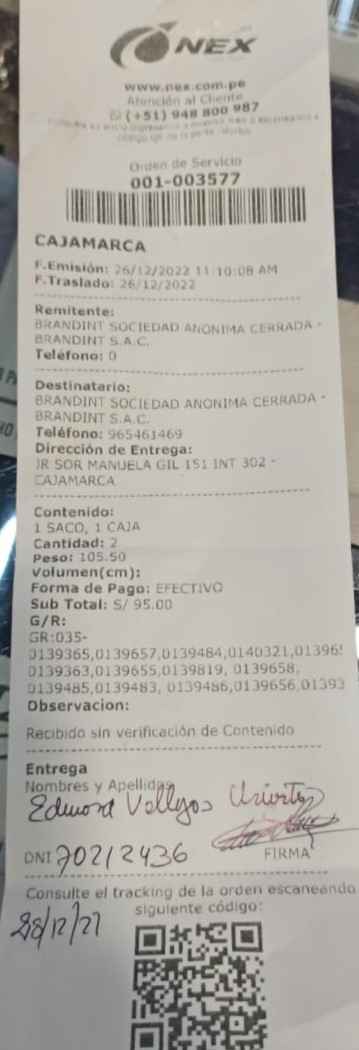 NEX
www.nex.com.pe
Atención al Cliente
(+51) 948 800 987
Orden de Servicio
001-003577
CAJAMARCA
F.Emisión: 26/12/2022 11:10:08 AM
F.Traslado: 26/12/2022
Remitente:
BRANDINT SOCIEDAD ANONIMA CERRADA -
BRANDINT S.A.C.
Teléfono: 0
Destinatario:
BRANDINT SOCIEDAD ANONIMA CERRADA -
BRANDINT S.A.C.
Teléfono: 965461469
Dirección de Entrega:
JR SOR MANUELA GIL 151 INT 302 -
CAJAMARCA
Contenido:
1 SACO, 1 CAJA
Cantidad: 2
Peso: 105.50
Volumen(cm):
Forma de Pago: EFECTIVO
Sub Total: S/ 95.00
G/R:
GR:035-
0139365,0139657,0139484,0140321,01396
0139363,0139655,0139819, 0139658,
0139485,0139483, 0139486,0139656,01393
Observacion:
Recibido sin verificación de Contenido
Entrega
Nombres y Apellidos
Edmond Vallejos
DNI 70212436
FIRMA
Consulte el tracking de la orden escaneando
siguiente código: